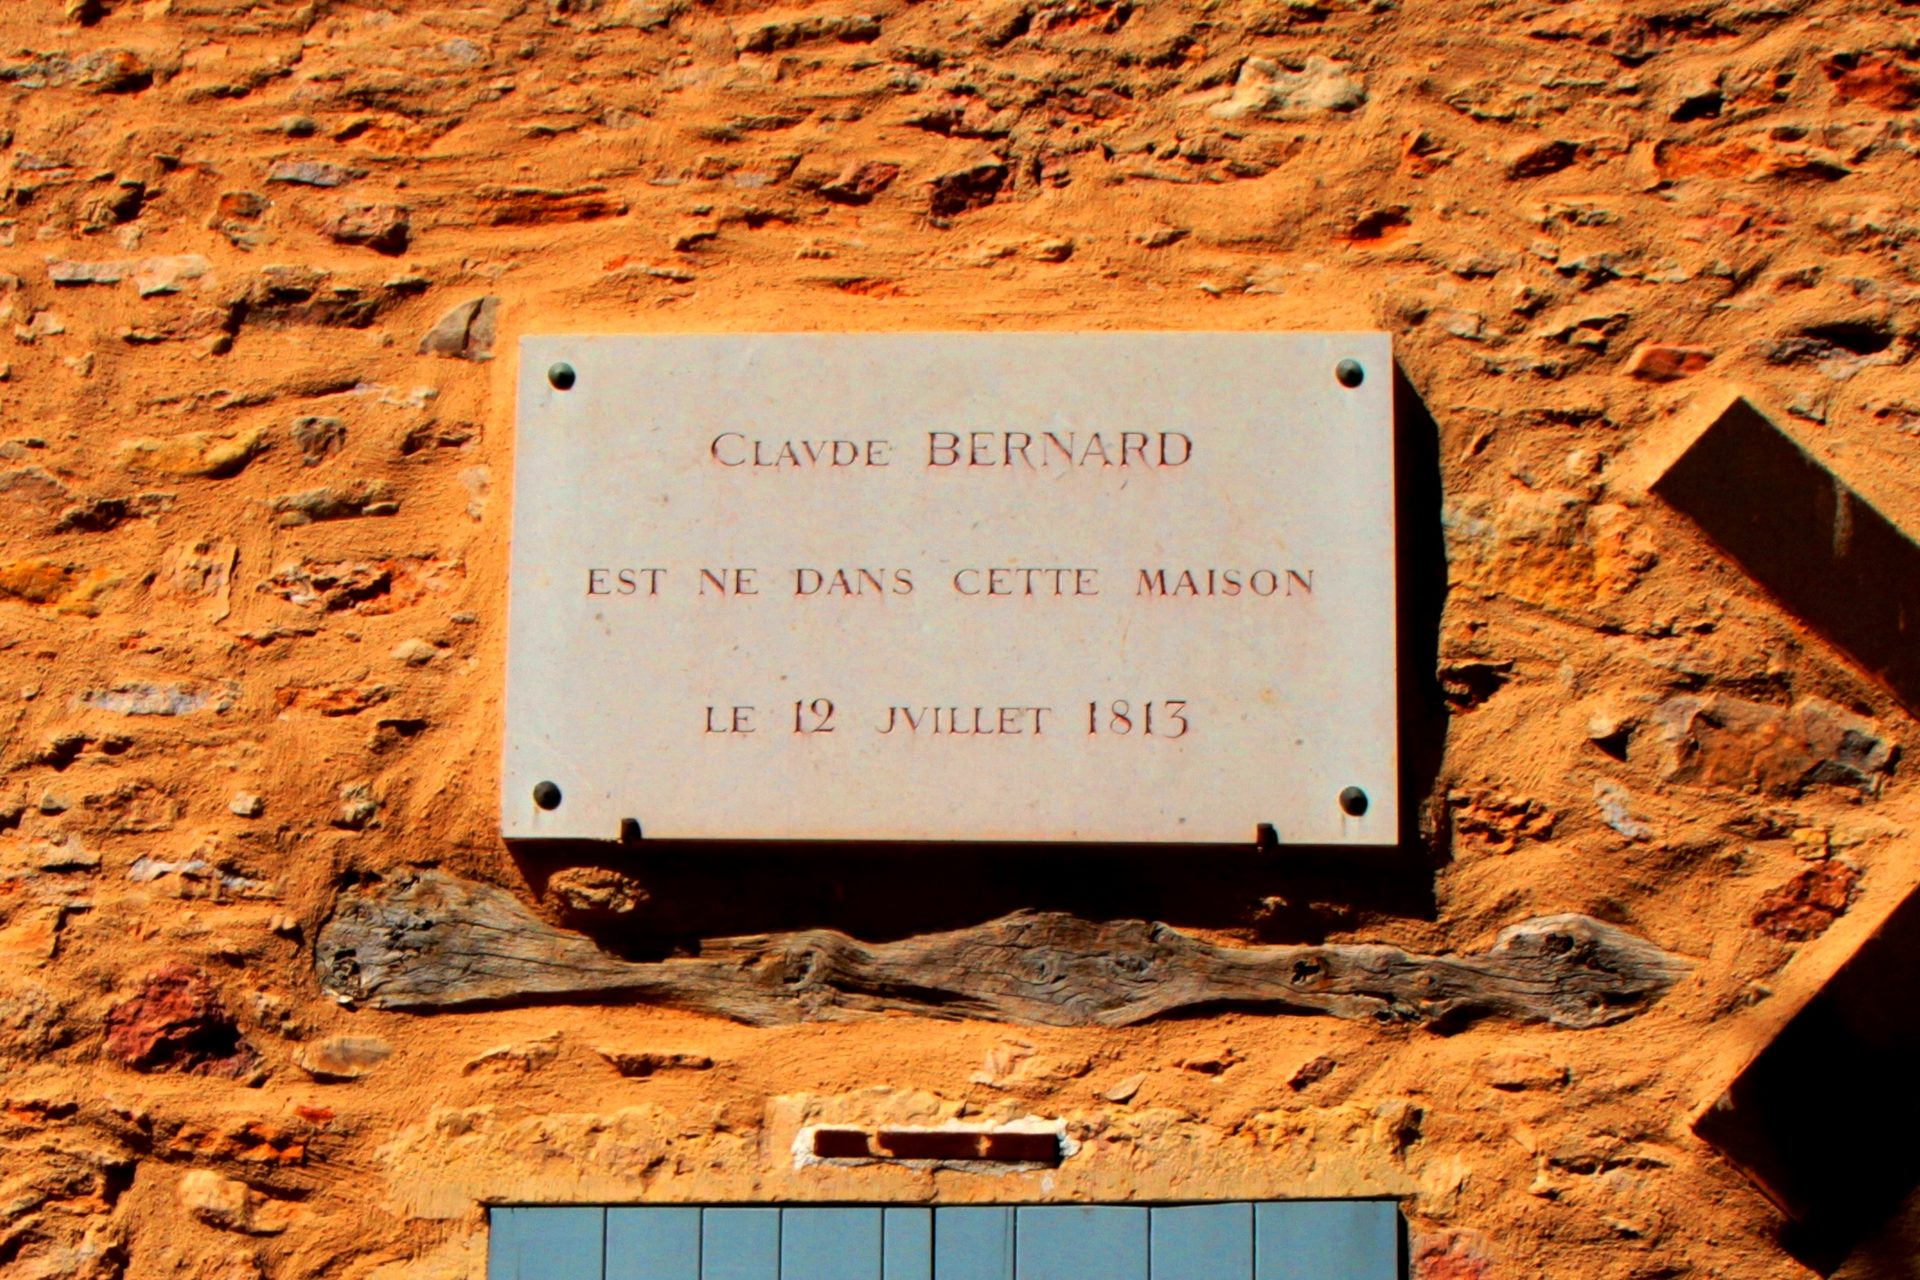 CLAVDE BERNARD
EST NE DANS CETTE MAISON
LE 12 JVILLET 1813